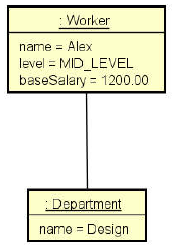 : Worker
name = Alex
level = MID_LEVEL
baseSalary = 1200.00
: Department
name = Design